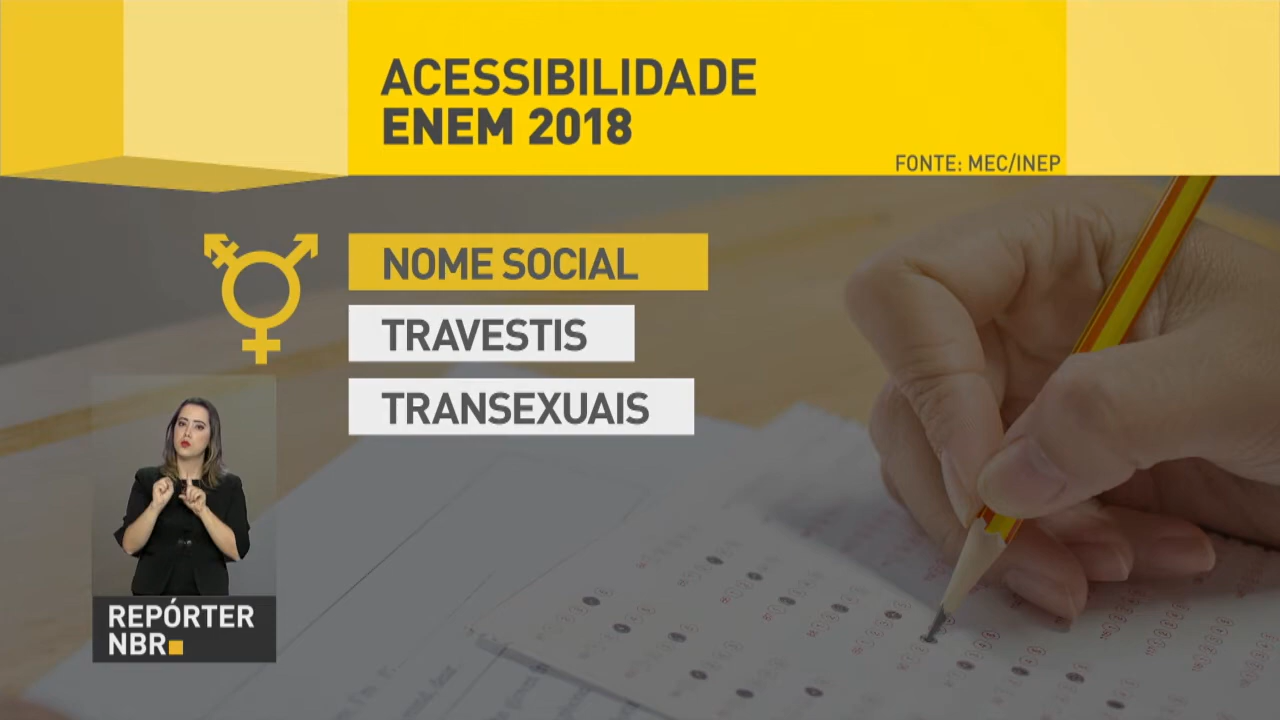 ACESSIBILIDADE
ENEM 2018
FONTE: MEC/INEP
NOME SOCIAL
TRAVESTIS
TRANSEXUAIS
REPÓRTER
NBR